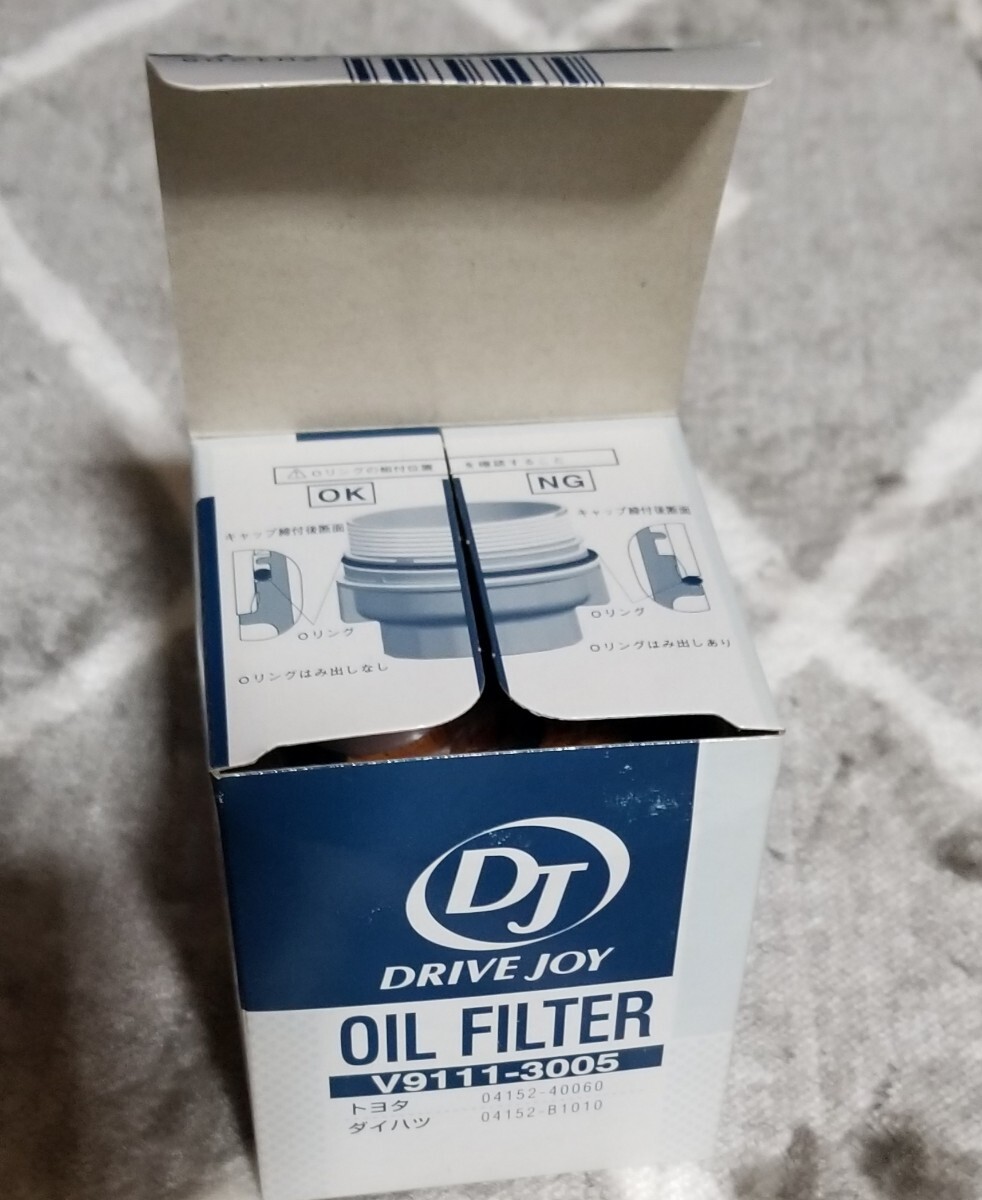 ⚠ Oリングの組付位置を確認すること
OK
NG
キャップ締付後断面
キャップ締付後断面
Oリング
Oリング
Oリングはみ出しなし
Oリングはみ出しあり
DJ
DRIVE JOY
OIL FILTER
V9111-3005
トヨタ 04152-40060
ダイハツ 04152-B1010